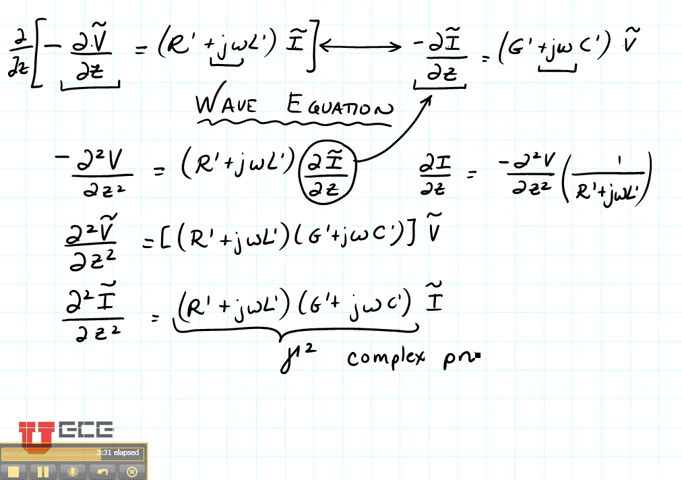 ∂/∂z [ -∂Ṽ/∂z = (R' + jωL') Ĩ ] ⟷ -∂Ĩ/∂z = (G' + jωC') Ṽ
WAVE EQUATION
-∂²V/∂z² = (R' + jωL') ∂Ĩ/∂z    ∂I/∂z = -∂²V/∂z² (1/(R' + jωL'))
∂²Ṽ/∂z² = [(R' + jωL')(G' + jωC')] Ṽ
∂²Ĩ/∂z² = (R' + jωL')(G' + jωC') Ĩ
γ² complex
UECE
3:31 elapsed